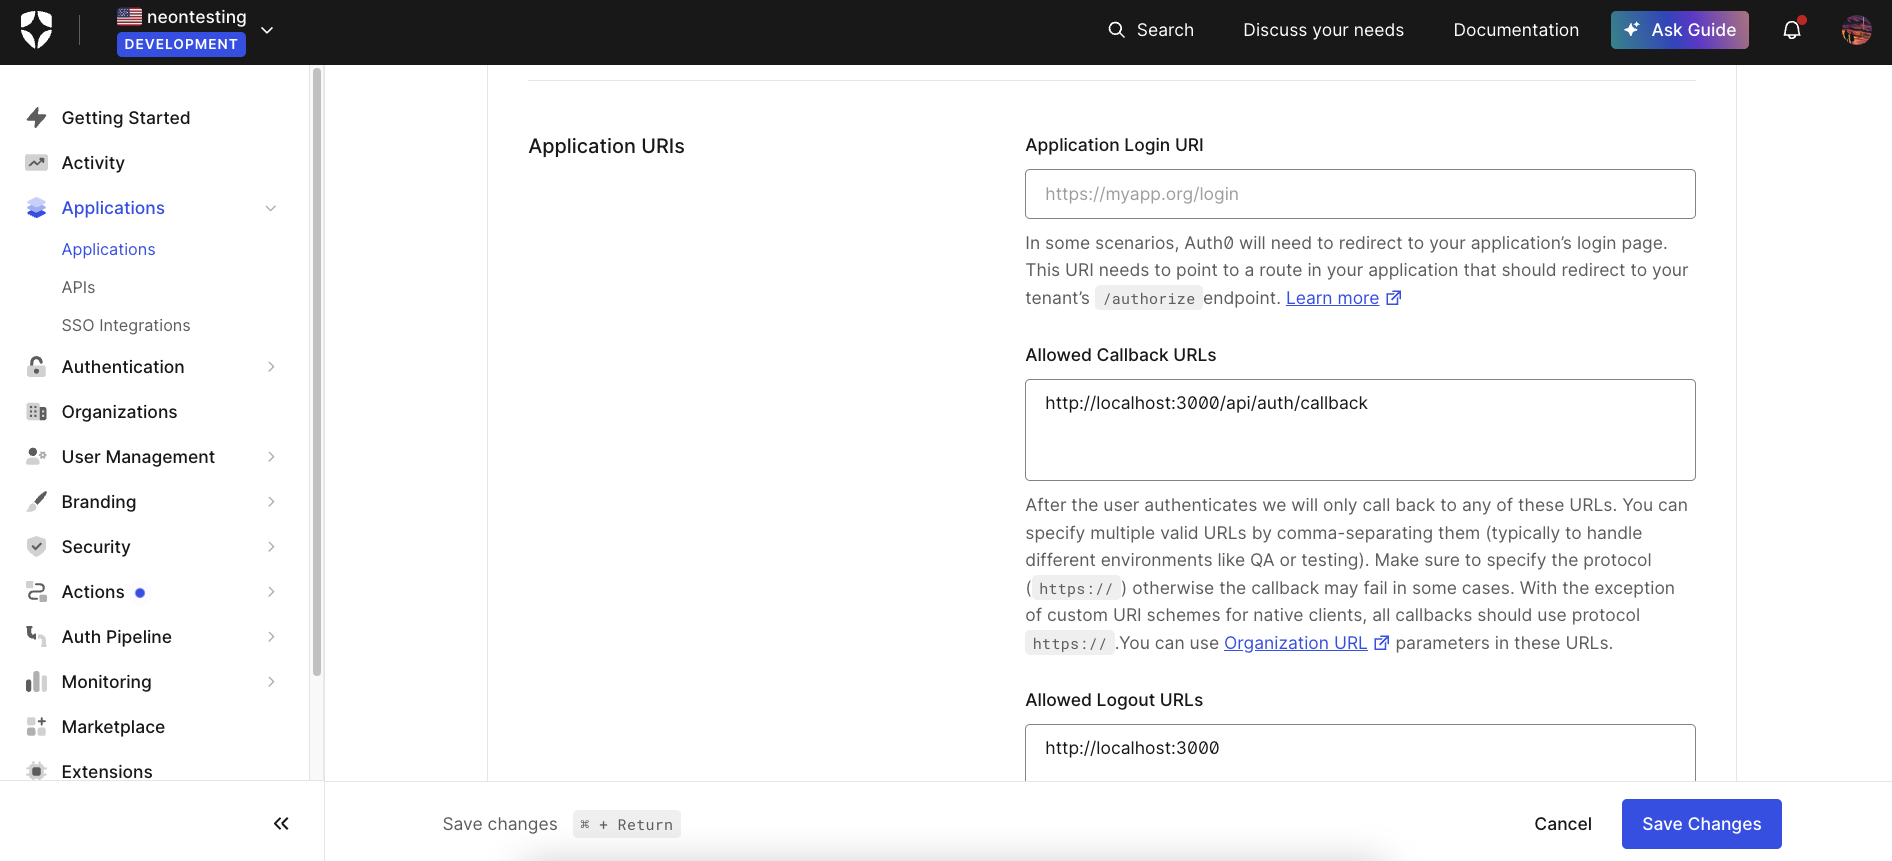 neontesting
DEVELOPMENT
Search
Discuss your needs
Documentation
Ask Guide
Getting Started
Activity
Applications
Applications
APIs
SSO Integrations
Authentication
Organizations
User Management
Branding
Security
Actions
Auth Pipeline
Monitoring
Marketplace
Extensions
Application URIs
Application Login URI
https://myapp.org/login
In some scenarios, Auth0 will need to redirect to your application’s login page.
This URI needs to point to a route in your application that should redirect to your
tenant’s /authorize endpoint. Learn more
Allowed Callback URLs
http://localhost:3000/api/auth/callback
After the user authenticates we will only call back to any of these URLs. You can
specify multiple valid URLs by comma-separating them (typically to handle
different environments like QA or testing). Make sure to specify the protocol
( https:// ) otherwise the callback may fail in some cases. With the exception
of custom URI schemes for native clients, all callbacks should use protocol
https:// .You can use Organization URL parameters in these URLs.
Allowed Logout URLs
http://localhost:3000
Save changes ⌘ + Return
Cancel
Save Changes